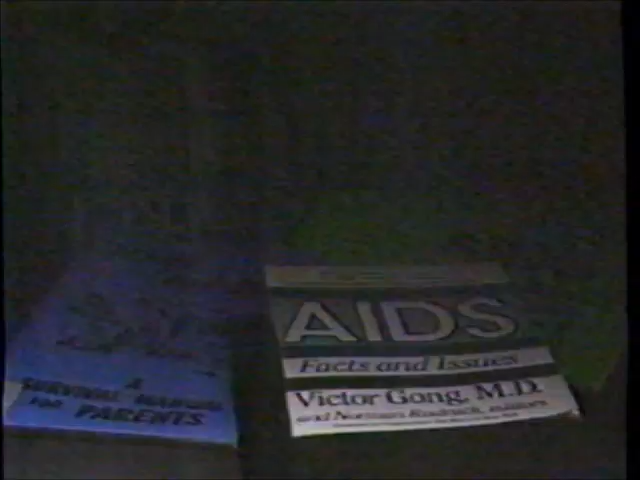 A
SURVIVAL MANUAL
FOR PARENTS
AIDS
Facts and Issues
Victor Gong, M.D.
and Norman Rudnick, editors